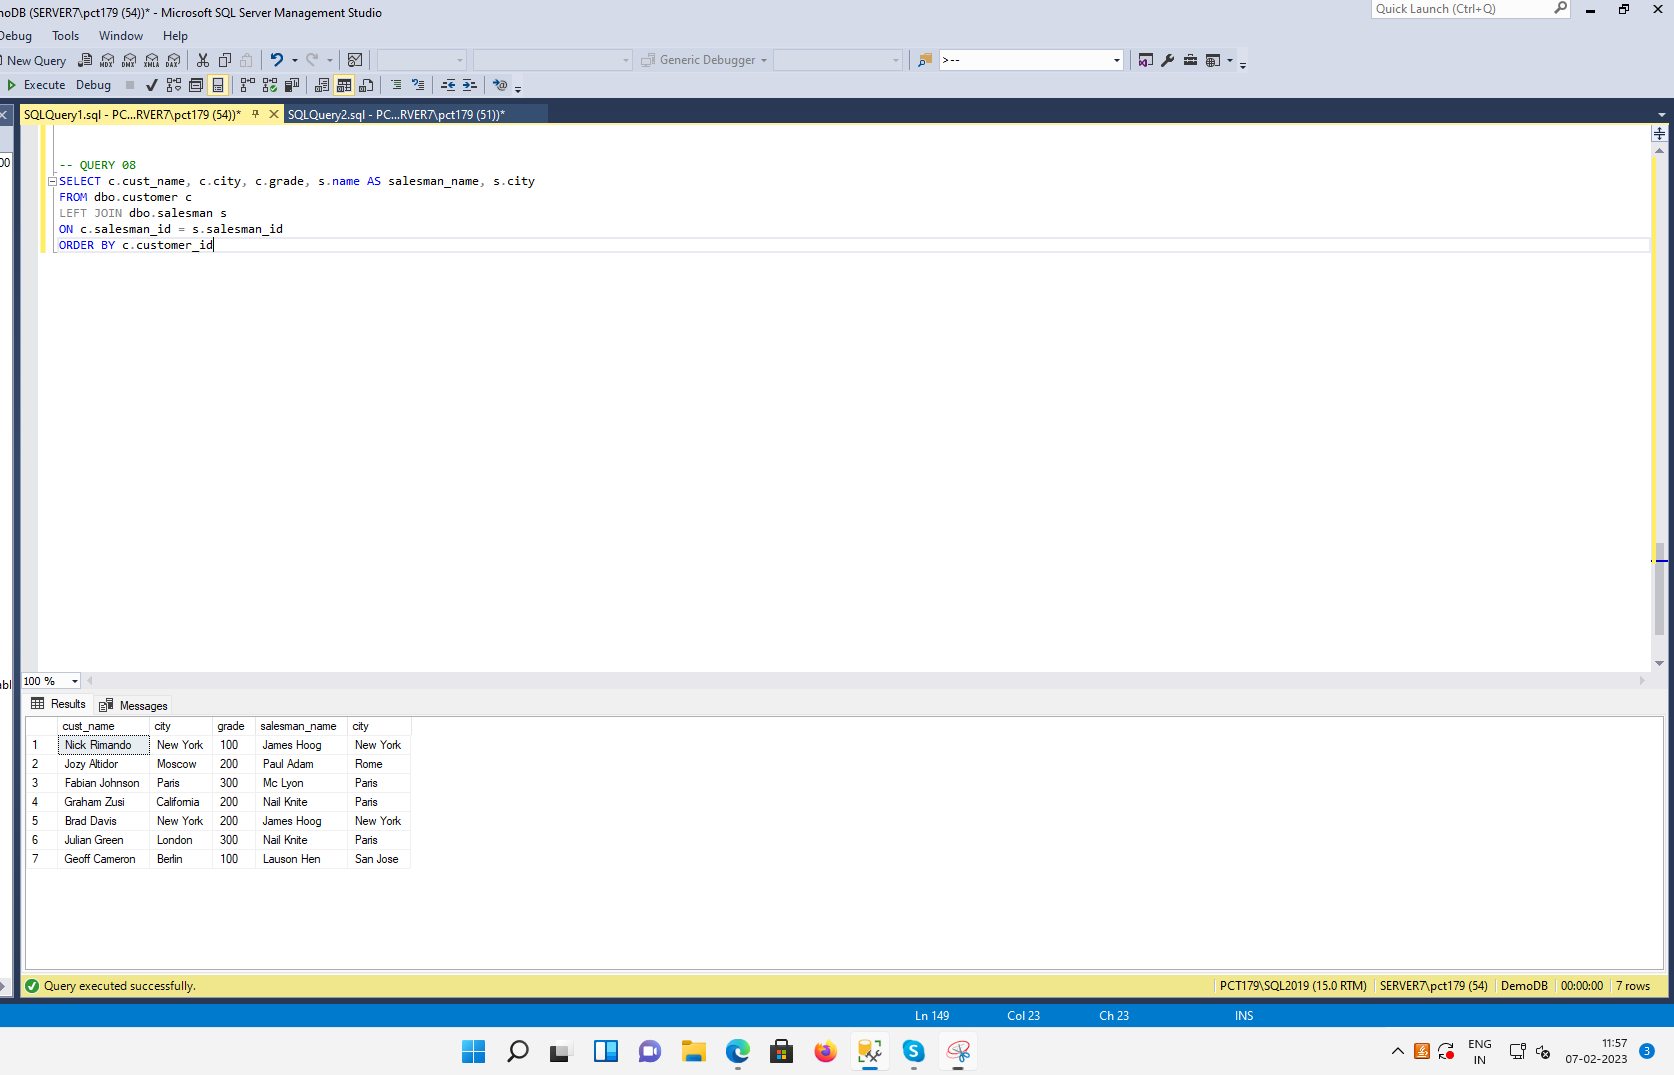 noDB (SERVER7\pct179 (54))* - Microsoft SQL Server Management Studio
Quick Launch (Ctrl+Q)
Debug Tools Window Help
New Query MDX DMX XMLA DAX Generic Debugger >--
Execute Debug
SQLQuery1.sql - PC...RVER7\pct179 (54))* SQLQuery2.sql - PC...RVER7\pct179 (51))*
00
-- QUERY 08
SELECT c.cust_name, c.city, c.grade, s.name AS salesman_name, s.city
FROM dbo.customer c
LEFT JOIN dbo.salesman s
ON c.salesman_id = s.salesman_id
ORDER BY c.customer_id
abl
100 %
Results Messages
cust_name city grade salesman_name city
1 Nick Rimando New York 100 James Hoog New York
2 Jozy Altidor Moscow 200 Paul Adam Rome
3 Fabian Johnson Paris 300 Mc Lyon Paris
4 Graham Zusi California 200 Nail Knite Paris
5 Brad Davis New York 200 James Hoog New York
6 Julian Green London 300 Nail Knite Paris
7 Geoff Cameron Berlin 100 Lauson Hen San Jose
Query executed successfully. PCT179\SQL2019 (15.0 RTM) SERVER7\pct179 (54) DemoDB 00:00:00 7 rows
Ln 149 Col 23 Ch 23 INS
ENG
IN
11:57
07-02-2023
3